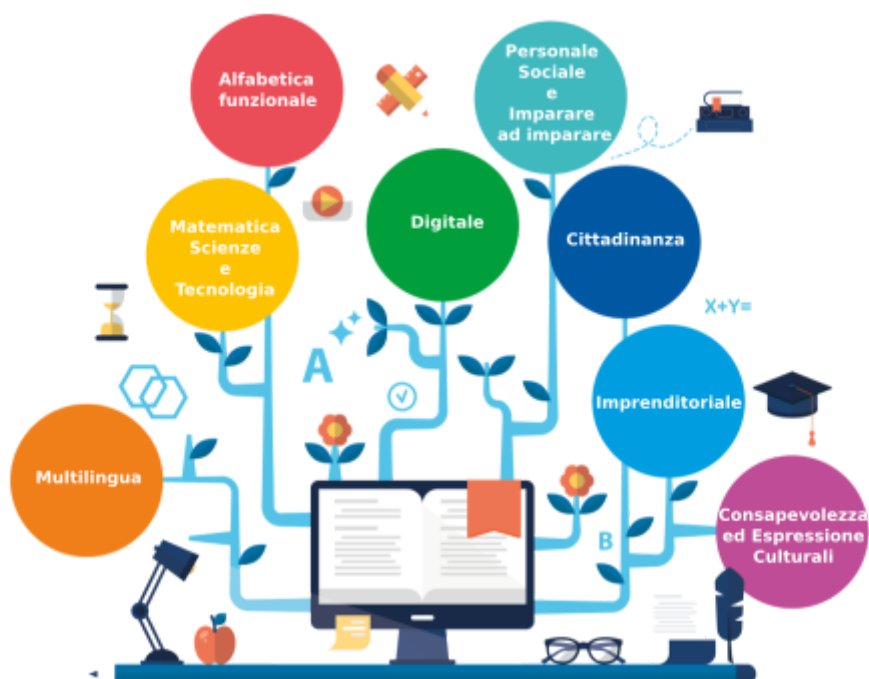 Alfabetica
funzionale
Personale
Sociale
e
Imparare
ad imparare
Matematica
Scienze
e
Tecnologia
Digitale
Cittadinanza
X+Y=
A
Imprenditoriale
Multilingua
Consapevolezza
ed Espressione
Culturali
B